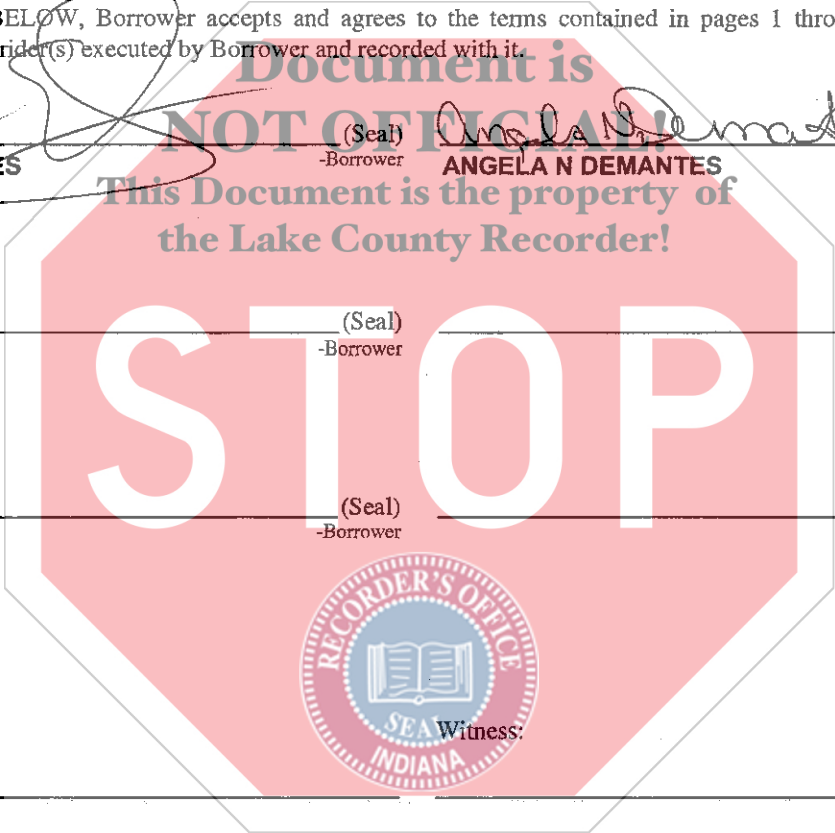 BELOW, Borrower accepts and agrees to the terms contained in pages 1 thro
rider(s) executed by Borrower and recorded with it.
Document is
NOT OFFICIAL!
(Seal)
-Borrower
Angela N. Demant
ES
ANGELA N DEMANTES
This Document is the property of
the Lake County Recorder!
(Seal)
-Borrower
STOP
(Seal)
-Borrower
RECORDER'S OFFICE
SEAL
INDIANA
Witness: